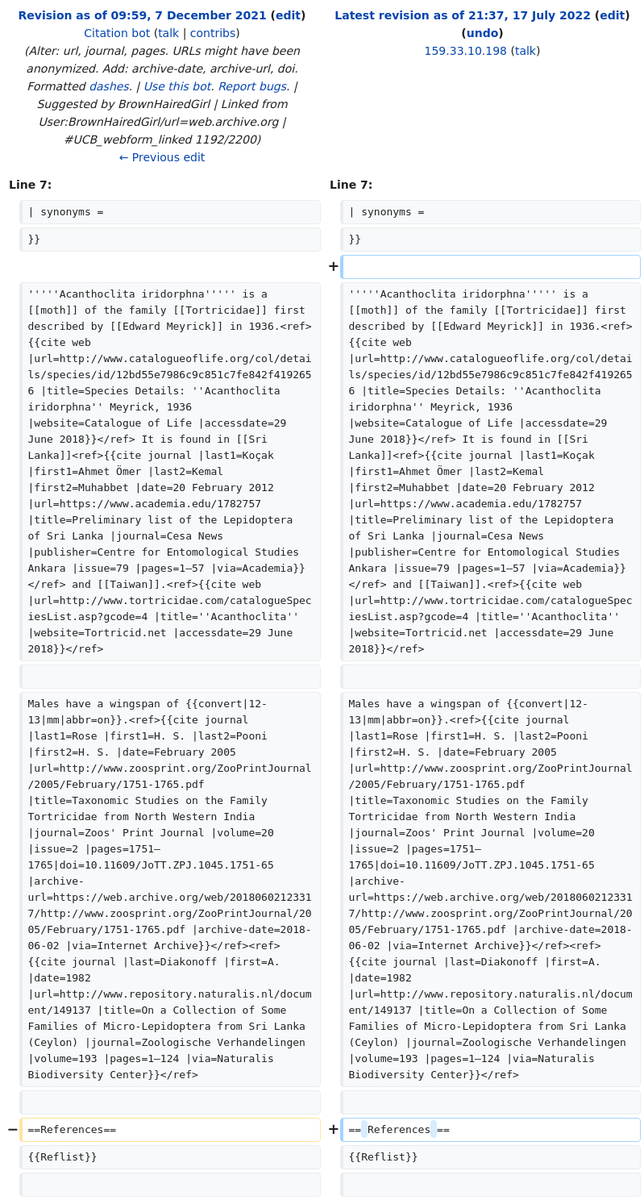 Revision as of 09:59, 7 December 2021 (edit)
Citation bot (talk | contribs)
(Alter: url, journal, pages. URLs might have been
anonymized. Add: archive-date, archive-url, doi.
Formatted dashes. | Use this bot. Report bugs. |
Suggested by BrownHairedGirl | Linked from
User:BrownHairedGirl/url=web.archive.org |
#UCB_webform_linked 1192/2200)
← Previous edit
Latest revision as of 21:37, 17 July 2022 (edit)
(undo)
159.33.10.198 (talk)
Line 7:
Line 7:
| synonyms =
| synonyms =
}}
}}
+
'''''Acanthoclita iridorphna''''' is a
[[moth]] of the family [[Tortricidae]] first
described by [[Edward Meyrick]] in 1936.<ref>
{{cite web
|url=http://www.catalogueoflife.org/col/detai
ls/species/id/12bd55e7986c9c851c7fe842f419265
6 |title=Species Details: ''Acanthoclita
iridorphna'' Meyrick, 1936
|website=Catalogue of Life |accessdate=29
June 2018}}</ref> It is found in [[Sri
Lanka]]<ref>{{cite journal |last1=Koçak
|first1=Ahmet Ömer |last2=Kemal
|first2=Muhabbet |date=20 February 2012
|url=https://www.academia.edu/1782757
|title=Preliminary list of the Lepidoptera
of Sri Lanka |journal=Cesa News
|publisher=Centre for Entomological Studies
Ankara |issue=79 |pages=1–57 |via=Academia}}
</ref> and [[Taiwan]].<ref>{{cite web
|url=http://www.tortricidae.com/catalogueSpec
iesList.asp?gcode=4 |title=''Acanthoclita''
|website=Tortricid.net |accessdate=29 June
2018}}</ref>
'''''Acanthoclita iridorphna''''' is a
[[moth]] of the family [[Tortricidae]] first
described by [[Edward Meyrick]] in 1936.<ref>
{{cite web
|url=http://www.catalogueoflife.org/col/detai
ls/species/id/12bd55e7986c9c851c7fe842f419265
6 |title=Species Details: ''Acanthoclita
iridorphna'' Meyrick, 1936
|website=Catalogue of Life |accessdate=29
June 2018}}</ref> It is found in [[Sri
Lanka]]<ref>{{cite journal |last1=Koçak
|first1=Ahmet Ömer |last2=Kemal
|first2=Muhabbet |date=20 February 2012
|url=https://www.academia.edu/1782757
|title=Preliminary list of the Lepidoptera
of Sri Lanka |journal=Cesa News
|publisher=Centre for Entomological Studies
Ankara |issue=79 |pages=1–57 |via=Academia}}
</ref> and [[Taiwan]].<ref>{{cite web
|url=http://www.tortricidae.com/catalogueSpec
iesList.asp?gcode=4 |title=''Acanthoclita''
|website=Tortricid.net |accessdate=29 June
2018}}</ref>
Males have a wingspan of {{convert|12-
13|mm|abbr=on}}.<ref>{{cite journal
|last1=Rose |first1=H. S. |last2=Pooni
|first2=H. S. |date=February 2005
|url=http://www.zoosprint.org/ZooPrintJournal
/2005/February/1751-1765.pdf
|title=Taxonomic Studies on the Family
Tortricidae from North Western India
|journal=Zoos' Print Journal |volume=20
|issue=2 |pages=1751–
1765|doi=10.11609/JoTT.ZPJ.1045.1751-65
|archive-
url=https://web.archive.org/web/2018060212331
7/http://www.zoosprint.org/ZooPrintJournal/20
05/February/1751-1765.pdf |archive-date=2018-
06-02 |via=Internet Archive}}</ref><ref>
{{cite journal |last=Diakonoff |first=A.
|date=1982
|url=http://www.repository.naturalis.nl/docum
ent/149137 |title=On a Collection of Some
Families of Micro-Lepidoptera from Sri Lanka
(Ceylon) |journal=Zoologische Verhandelingen
|volume=193 |pages=1–124 |via=Naturalis
Biodiversity Center}}</ref>
Males have a wingspan of {{convert|12-
13|mm|abbr=on}}.<ref>{{cite journal
|last1=Rose |first1=H. S. |last2=Pooni
|first2=H. S. |date=February 2005
|url=http://www.zoosprint.org/ZooPrintJournal
/2005/February/1751-1765.pdf
|title=Taxonomic Studies on the Family
Tortricidae from North Western India
|journal=Zoos' Print Journal |volume=20
|issue=2 |pages=1751–
1765|doi=10.11609/JoTT.ZPJ.1045.1751-65
|archive-
url=https://web.archive.org/web/2018060212331
7/http://www.zoosprint.org/ZooPrintJournal/20
05/February/1751-1765.pdf |archive-date=2018-
06-02 |via=Internet Archive}}</ref><ref>
{{cite journal |last=Diakonoff |first=A.
|date=1982
|url=http://www.repository.naturalis.nl/docum
ent/149137 |title=On a Collection of Some
Families of Micro-Lepidoptera from Sri Lanka
(Ceylon) |journal=Zoologische Verhandelingen
|volume=193 |pages=1–124 |via=Naturalis
Biodiversity Center}}</ref>
− ==References==
+ == References ==
{{Reflist}}
{{Reflist}}